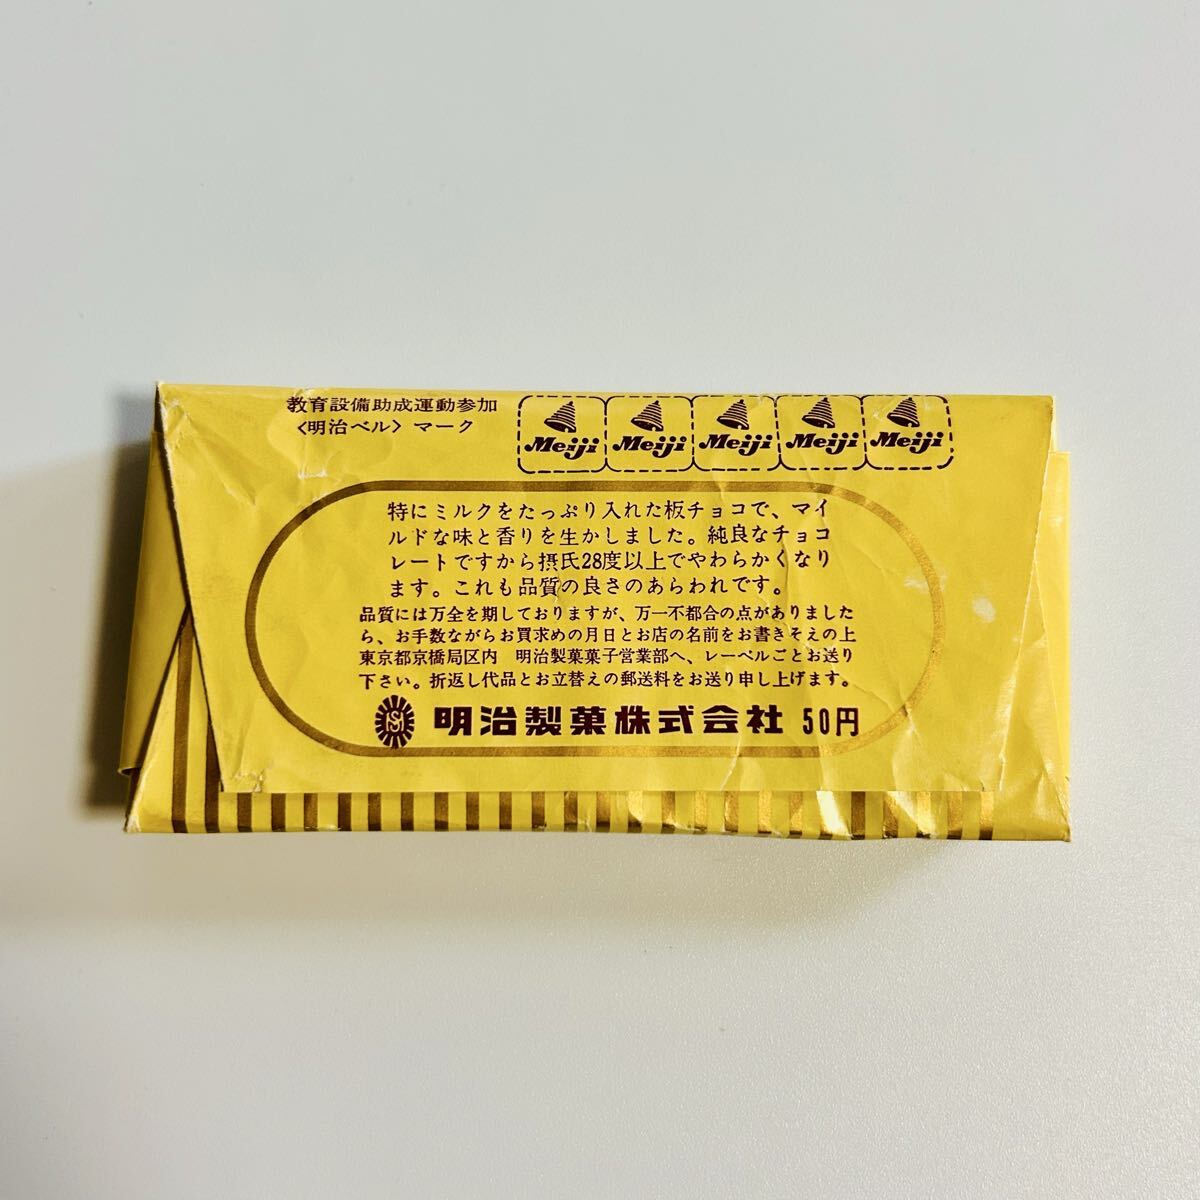 教育設備助成運動参加
〈明治ベル〉マーク
Meiji Meiji Meiji Meiji Meiji
特にミルクをたっぷり入れた板チョコで、マイ
ルドな味と香りを生かしました。純良なチョコ
レートですから摂氏28度以上でやわらかくなり
ます。これも品質の良さのあらわれです。
品質には万全を期しておりますが、万一不都合の点がありました
ら、お手数ながらお買求めの月日とお店の名前をお書きそえの上
東京都京橋局区内 明治製菓菓子営業部へ、レーベルごとお送り
下さい。折返し代品とお立替えの郵送料をお送り申し上げます。
明治製菓株式会社 50円